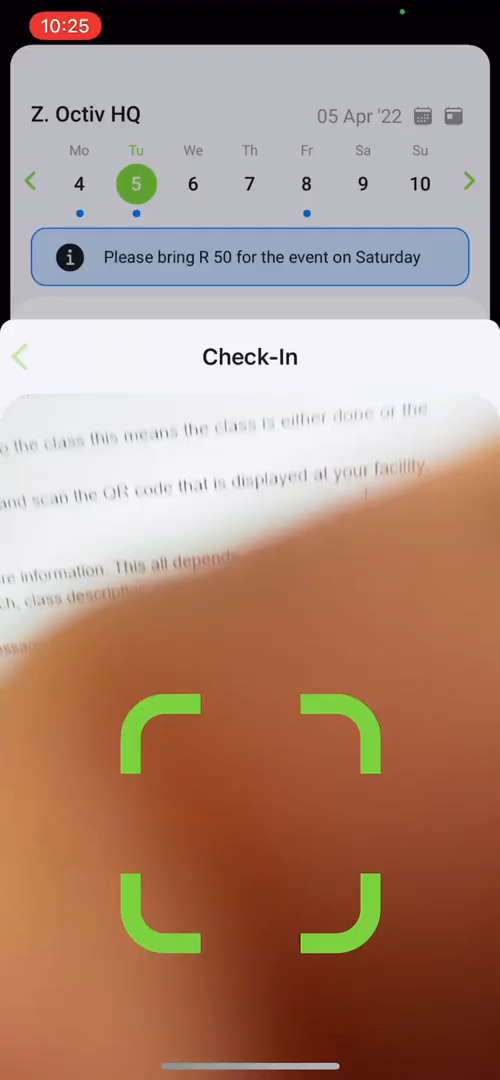 10:25
Z. Octiv HQ
05 Apr '22
Mo Tu We Th Fr Sa Su
4 5 6 7 8 9 10
Please bring R 50 for the event on Saturday
Check-In
the class this means the class is either done or the
and scan the QR code that is displayed at your facility.
re information. This all depends
class